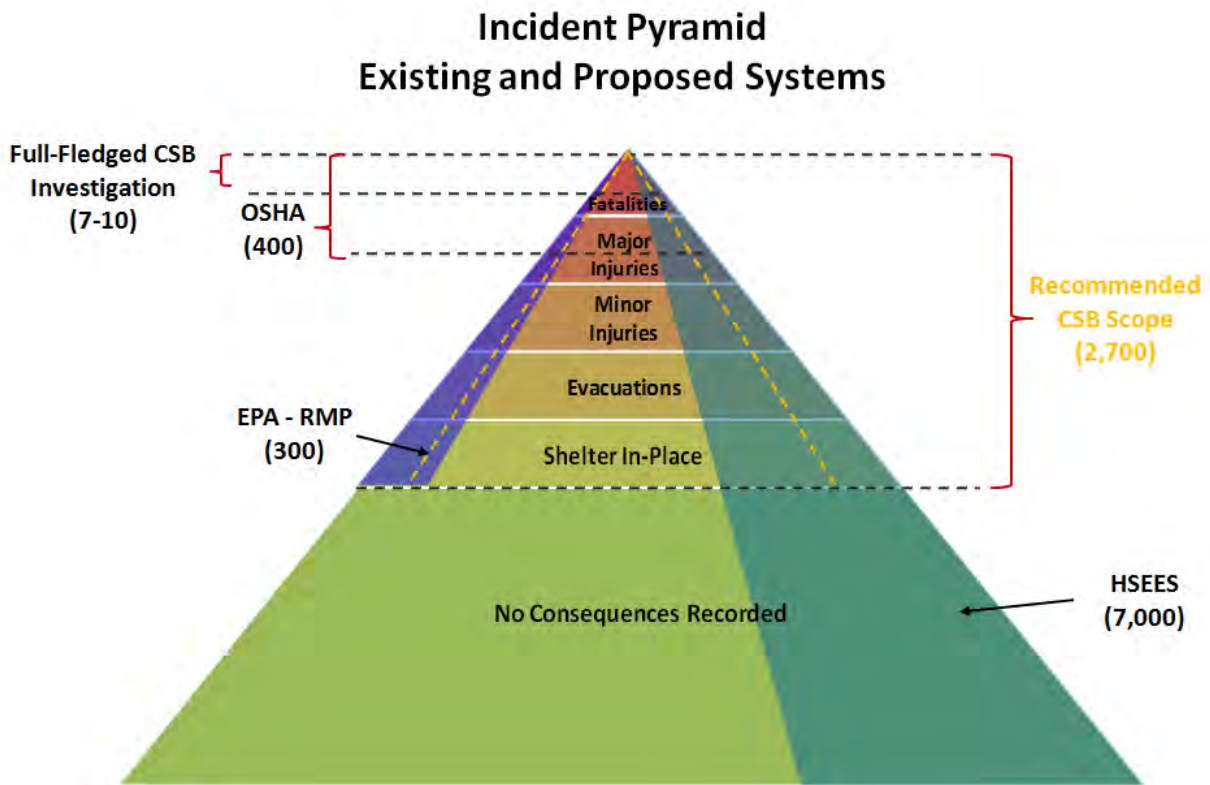 Incident Pyramid
Existing and Proposed Systems
Full-Fledged CSB
Investigation
(7-10)
OSHA
(400)
Fatalities
Major
Injuries
Minor
Injuries
Recommended
CSB Scope
(2,700)
Evacuations
EPA - RMP
(300)
Shelter In-Place
No Consequences Recorded
HSEES
(7,000)